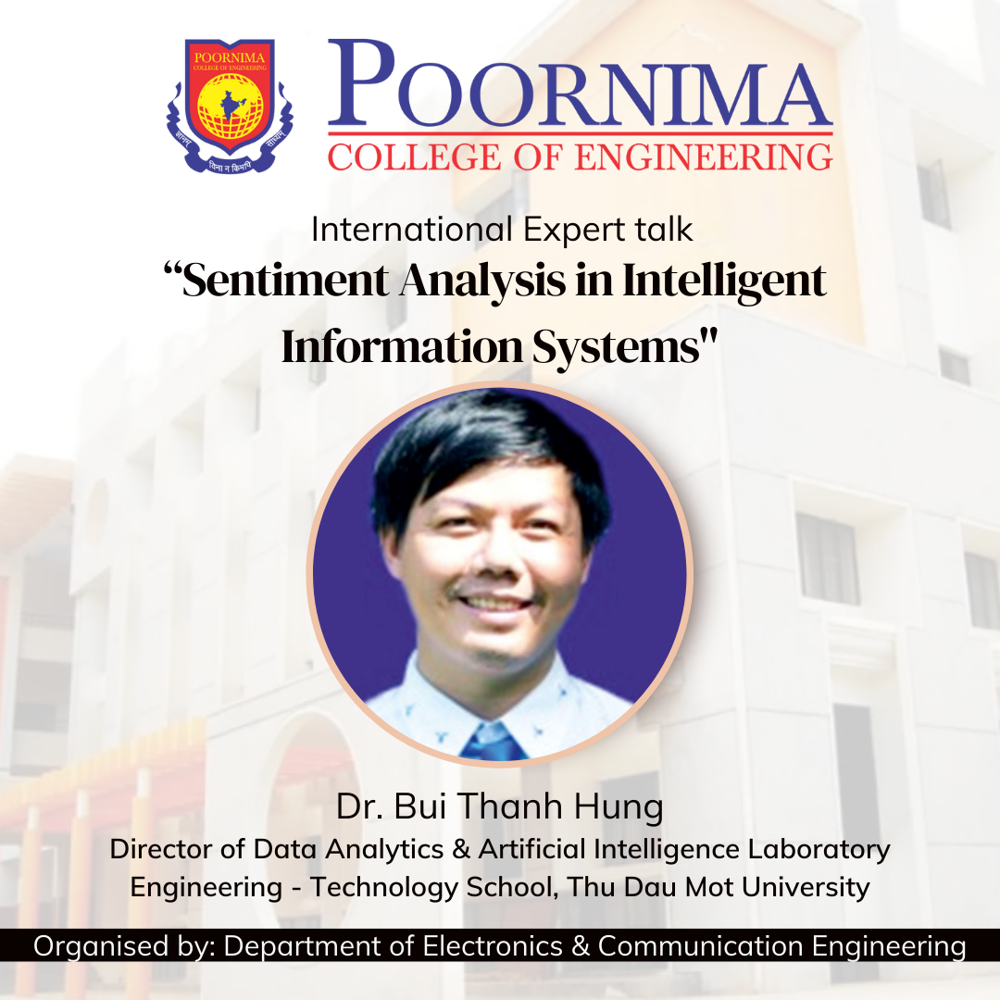 POORNIMA
COLLEGE OF ENGINEERING
ज्ञानम्
विना न किमपि
साध्यम्
POORNIMA
COLLEGE OF ENGINEERING
International Expert talk
“Sentiment Analysis in Intelligent
Information Systems"
Dr. Bui Thanh Hung
Director of Data Analytics & Artificial Intelligence Laboratory
Engineering - Technology School, Thu Dau Mot University
Organised by: Department of Electronics & Communication Engineering